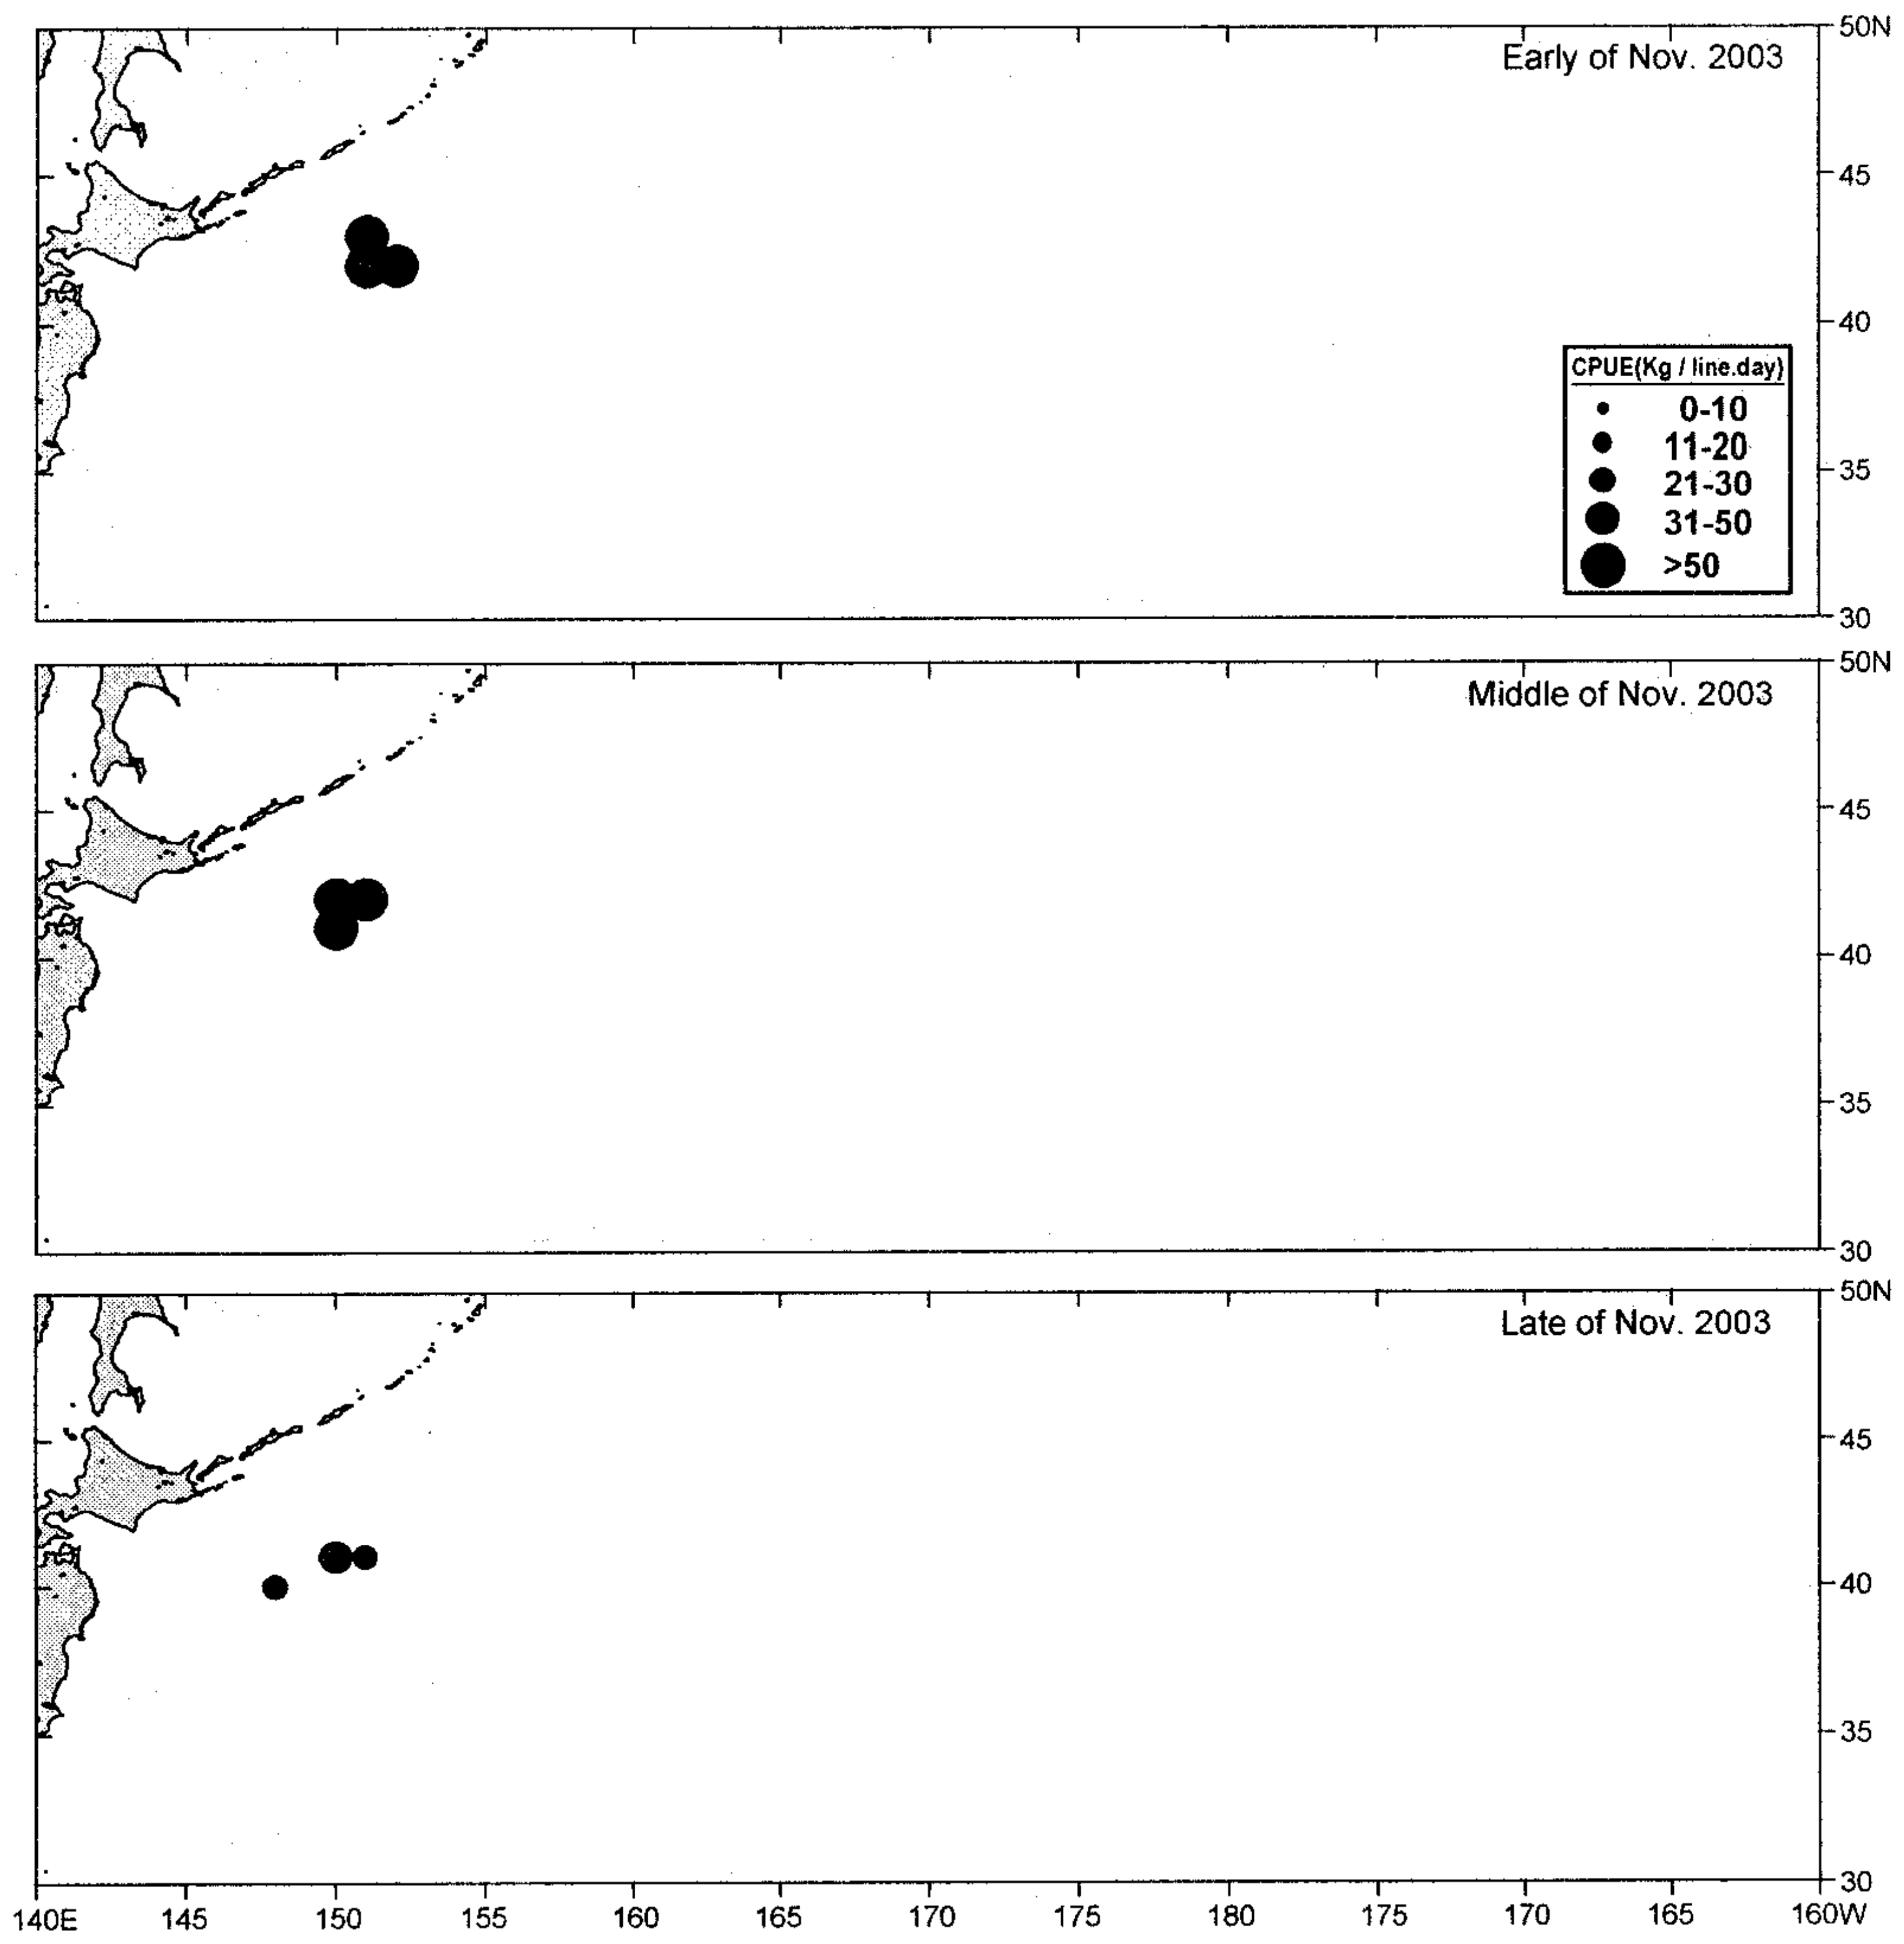 50N
Early of Nov. 2003
45
40
CPUE(Kg / line.day)
0-10
11-20
21-30
31-50
>50
35
30
50N
Middle of Nov. 2003
45
40
35
30
50N
Late of Nov. 2003
45
40
35
30
140E 145 150 155 160 165 170 175 180 175 170 165 160W